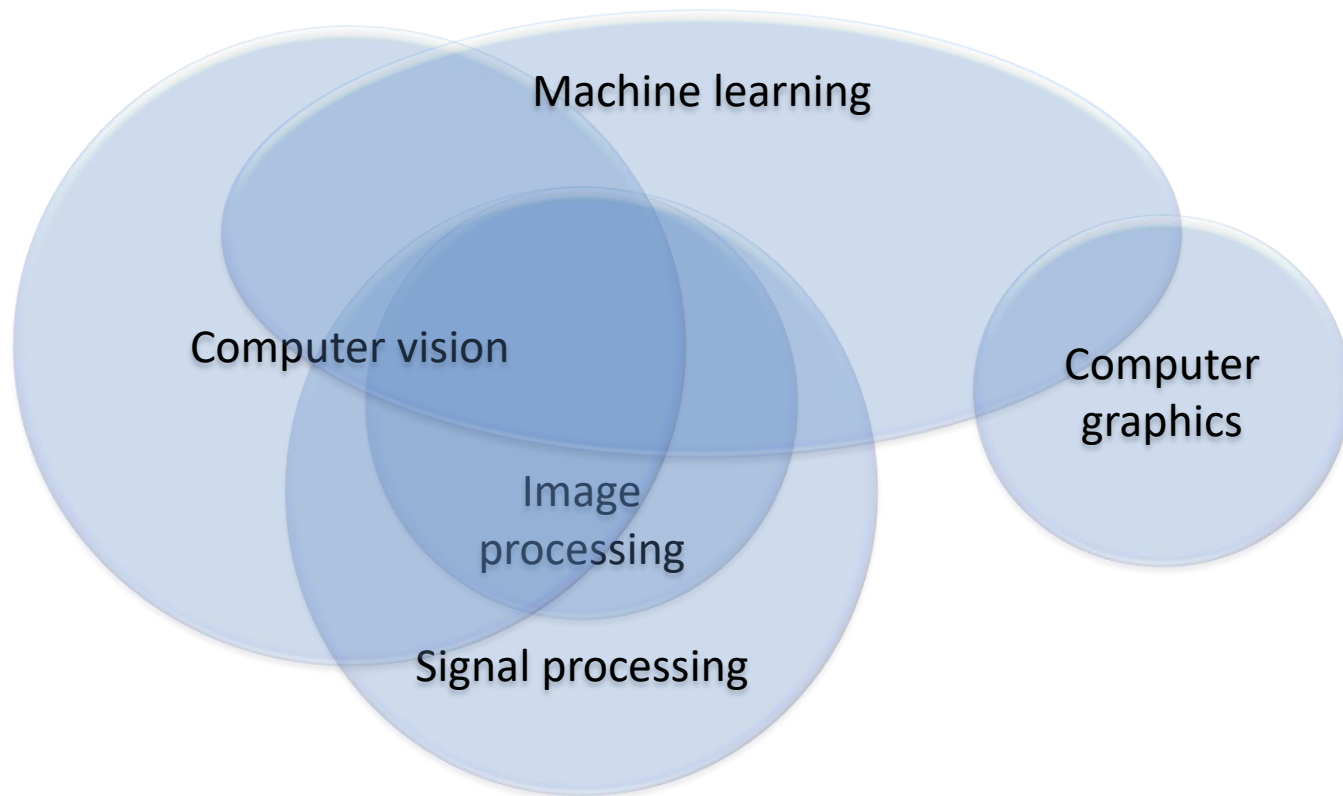 Machine learning
Computer vision
Computer
graphics
Image
processing
Signal processing